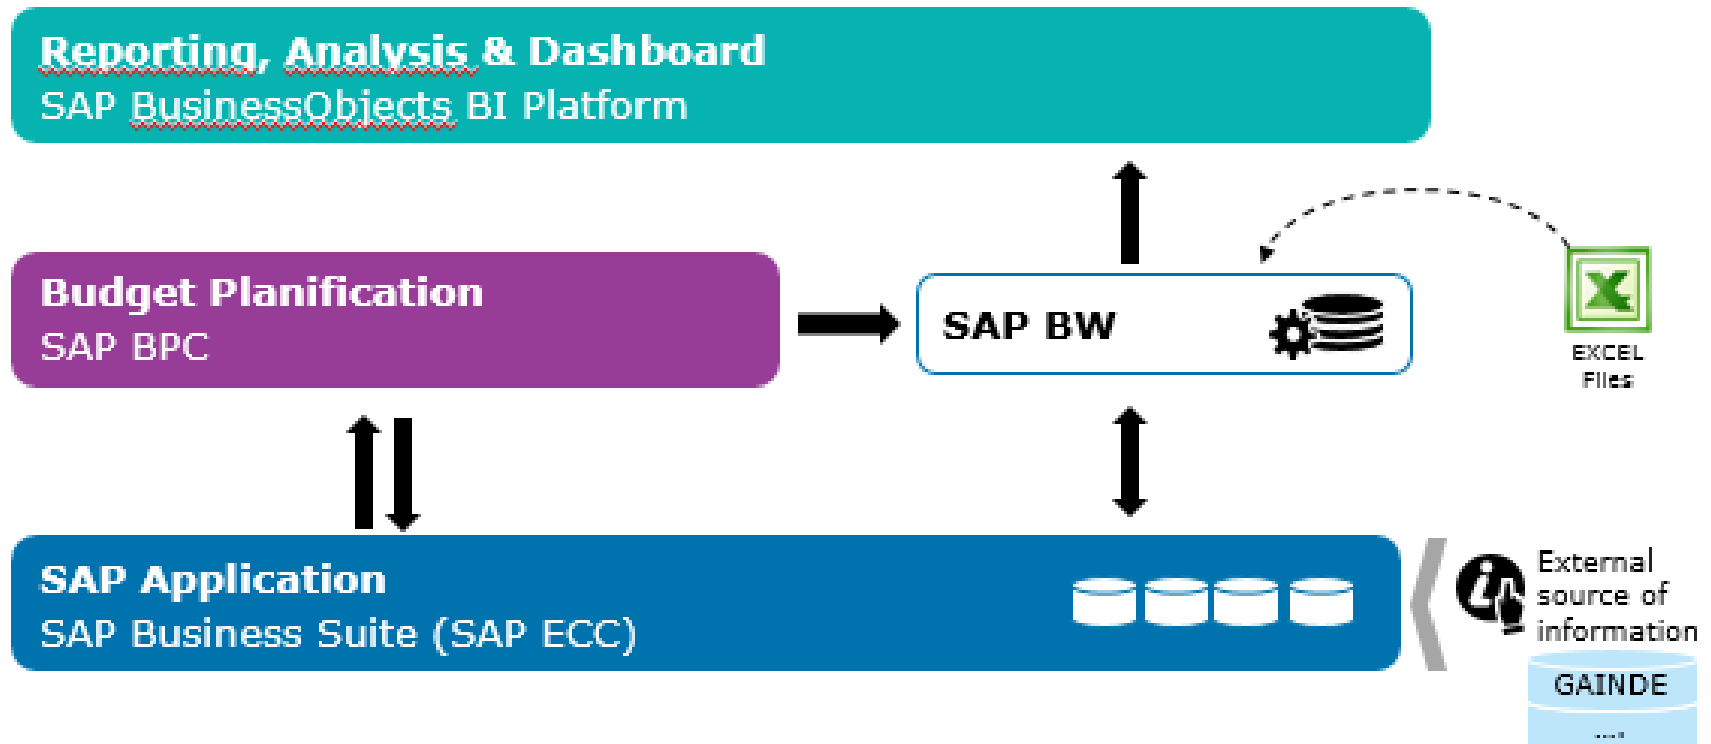 Reporting, Analysis & Dashboard
SAP BusinessObjects BI Platform
Budget Planification
SAP BPC
SAP BW
EXCEL
Files
SAP Application
SAP Business Suite (SAP ECC)
External
source of
information
GAINDE
....